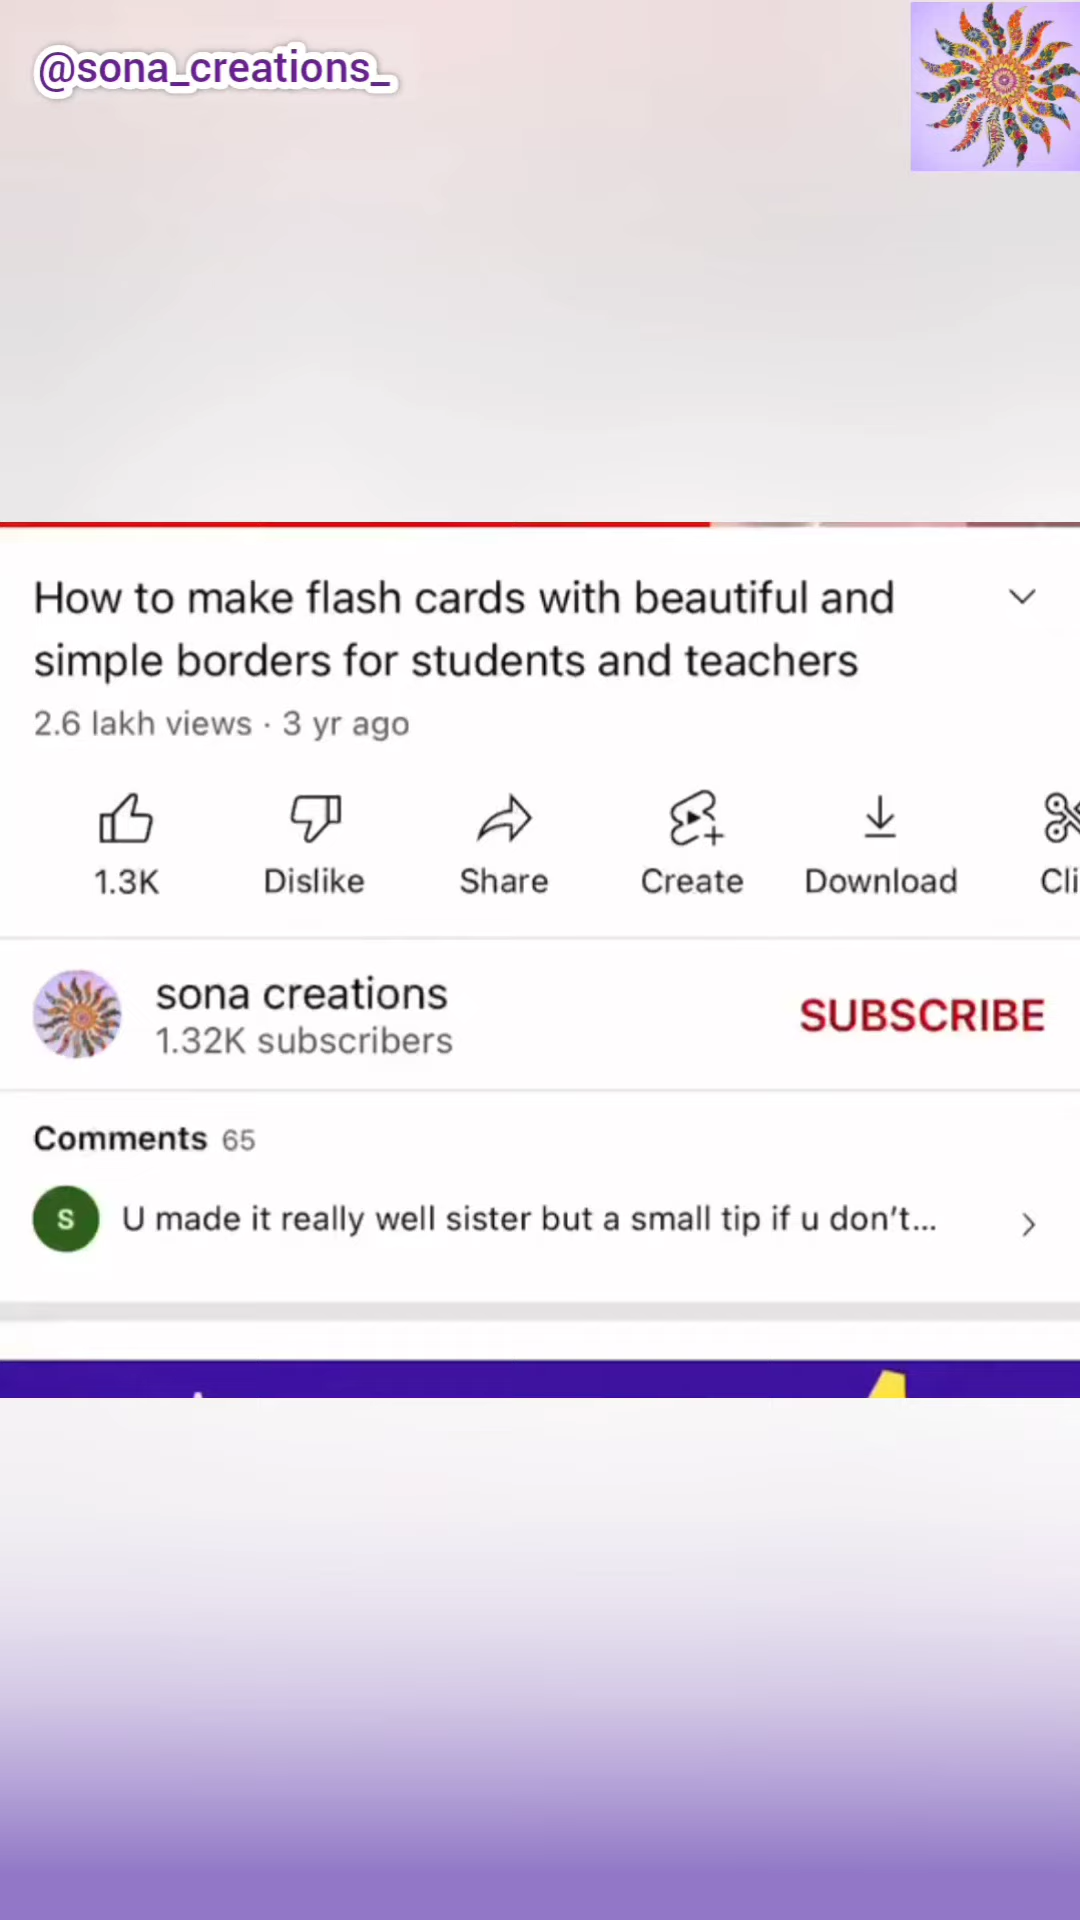 @sona_creations_
How to make flash cards with beautiful and
simple borders for students and teachers
2.6 lakh views · 3 yr ago
1.3K Dislike Share Create Download Cli
sona creations
1.32K subscribers
SUBSCRIBE
Comments 65
S U made it really well sister but a small tip if u don't...